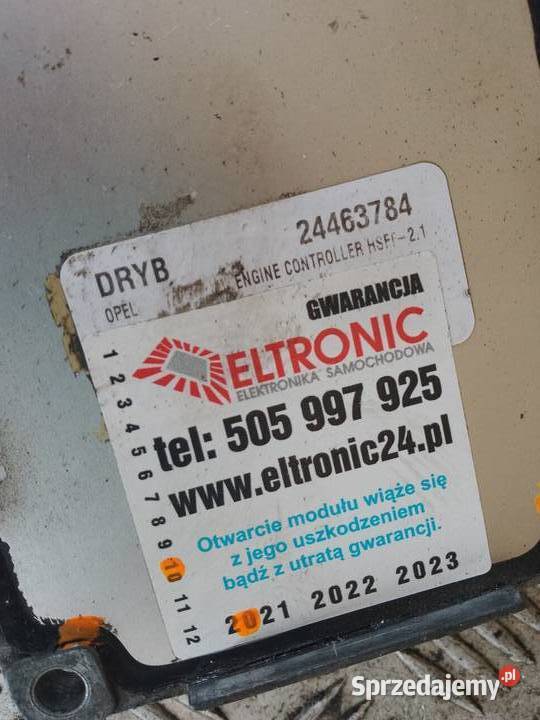 DRYB
24463784
OPEL
ENGINE CONTROLLER HSFF-2.1
GWARANCJA
ELTRONIC
ELEKTRONIKA SAMOCHODOWA
tel: 505 997 925
www.eltronic24.pl
Otwarcie modułu wiąże się
z jego uszkodzeniem
bądź z utratą gwarancji.
1
2
3
4
5
6
7
8
9
10
11
12
2021 2022 2023
Sprzedajemy.pl